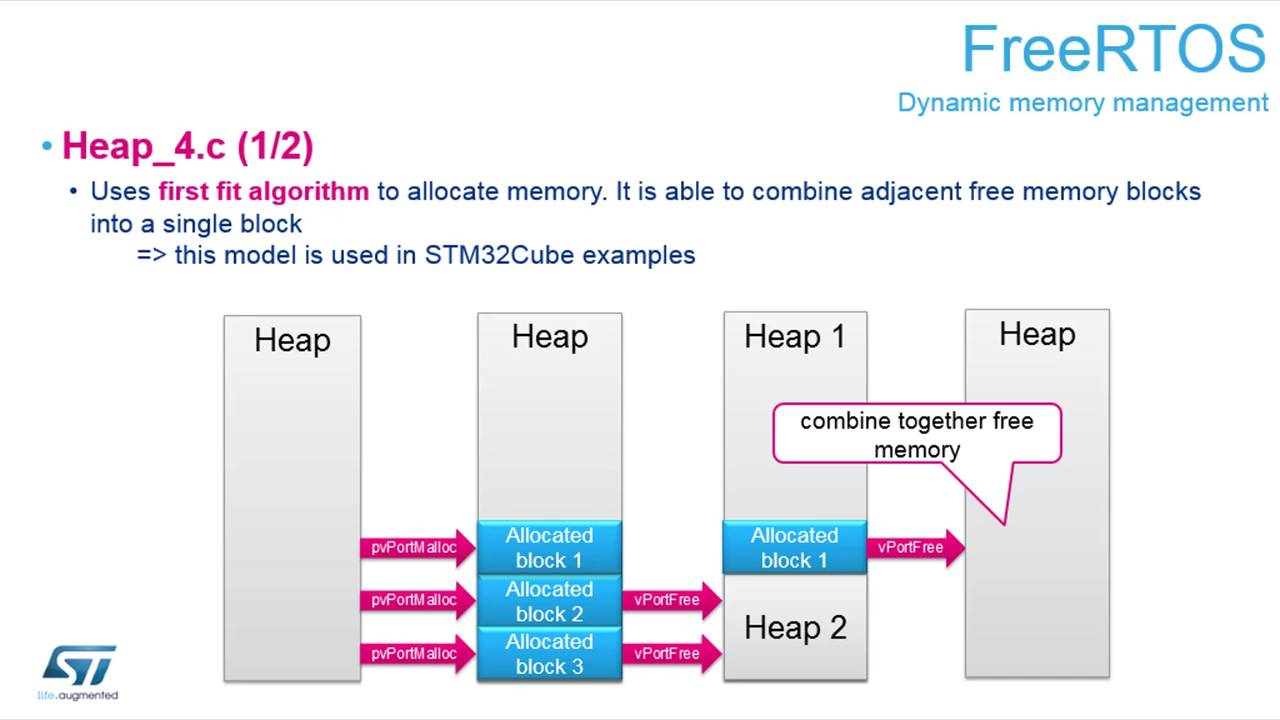 FreeRTOS
Dynamic memory management
• Heap_4.c (1/2)
• Uses first fit algorithm to allocate memory. It is able to combine adjacent free memory blocks
into a single block
=> this model is used in STM32Cube examples
Heap
Heap
Heap 1
Heap
combine together free
memory
pvPortMalloc
Allocated
block 1
Allocated
block 1
vPortFree
pvPortMalloc
Allocated
block 2
vPortFree
Heap 2
pvPortMalloc
Allocated
block 3
vPortFree
ST
life.augmented